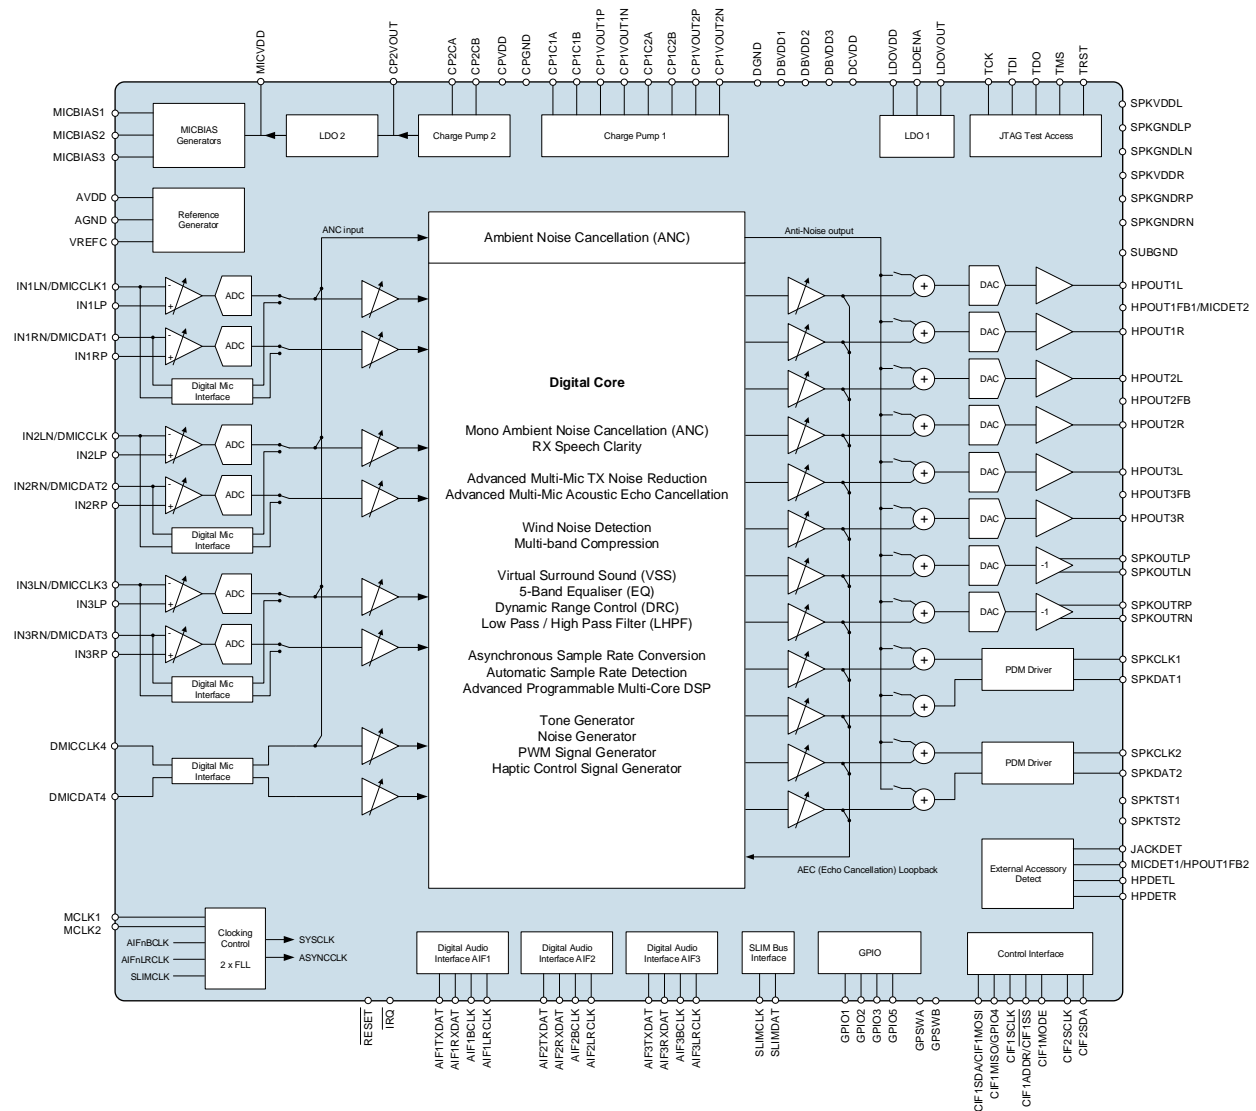 MICVDD
CP2VOUT
CP2CA
CP2CB
CPVDD
CPGND
CP1C1A
CP1C1B
CP1VOUT1P
CP1VOUT1N
CP1C2A
CP1C2B
CP1VOUT2P
CP1VOUT2N
DGND
DBVDD1
DBVDD2
DBVDD3
DCVDD
LDOVDD
LDOENA
LDOVOUT
TCK
TDI
TDO
TMS
TRST
MICBIAS1
MICBIAS2
MICBIAS3
MICBIAS
Generators
LDO 2
Charge Pump 2
Charge Pump 1
LDO 1
JTAG Test Access
SPKVDDL
SPKGNDLP
SPKGNDLN
SPKVDDR
SPKGNDRP
SPKGNDRN
SUBGND
AVDD
AGND
VREFC
Reference
Generator
ANC input
Ambient Noise Cancellation (ANC)
Anti-Noise output
IN1LN/DMICCLK1
IN1LP
IN1RN/DMICDAT1
IN1RP
-
+
ADC
-
+
ADC
Digital Mic
Interface
IN2LN/DMICCLK
IN2LP
IN2RN/DMICDAT2
IN2RP
-
+
ADC
-
+
ADC
Digital Mic
Interface
IN3LN/DMICCLK3
IN3LP
IN3RN/DMICDAT3
IN3RP
-
+
ADC
-
+
ADC
Digital Mic
Interface
DMICCLK4
DMICDAT4
Digital Mic
Interface
Digital Core
Mono Ambient Noise Cancellation (ANC)
RX Speech Clarity
Advanced Multi-Mic TX Noise Reduction
Advanced Multi-Mic Acoustic Echo Cancellation
Wind Noise Detection
Multi-band Compression
Virtual Surround Sound (VSS)
5-Band Equaliser (EQ)
Dynamic Range Control (DRC)
Low Pass / High Pass Filter (LHPF)
Asynchronous Sample Rate Conversion
Automatic Sample Rate Detection
Advanced Programmable Multi-Core DSP
Tone Generator
Noise Generator
PWM Signal Generator
Haptic Control Signal Generator
+
DAC
HPOUT1L
HPOUT1FB1/MICDET2
+
DAC
HPOUT1R
+
DAC
HPOUT2L
HPOUT2FB
+
DAC
HPOUT2R
+
DAC
HPOUT3L
HPOUT3FB
+
DAC
HPOUT3R
+
DAC
-1
SPKOUTLP
SPKOUTLN
+
DAC
-1
SPKOUTRP
SPKOUTRN
+
+
PDM Driver
SPKCLK1
SPKDAT1
+
+
PDM Driver
SPKCLK2
SPKDAT2
SPKTST1
SPKTST2
AEC (Echo Cancellation) Loopback
External Accessory
Detect
JACKDET
MICDET1/HPOUT1FB2
HPDETL
HPDETR
MCLK1
MCLK2
AIFnBCLK
AIFnLRCLK
SLIMCLK
Clocking
Control
2 x FLL
SYSCLK
ASYNCCLK
Digital Audio
Interface AIF1
Digital Audio
Interface AIF2
Digital Audio
Interface AIF3
SLIM Bus
Interface
GPIO
Control Interface
RESET
IRQ
AIF1TXDAT
AIF1RXDAT
AIF1BCLK
AIF1LRCLK
AIF2TXDAT
AIF2RXDAT
AIF2BCLK
AIF2LRCLK
AIF3TXDAT
AIF3RXDAT
AIF3BCLK
AIF3LRCLK
SLIMCLK
SLIMDAT
GPIO1
GPIO2
GPIO3
GPIO5
GPSWA
GPSWB
CIF1SDA/CIF1MOSI
CIF1MISO/GPIO4
CIF1SCLK
CIF1ADDR/CIF1SS
CIF1MODE
CIF2SCLK
CIF2SDA